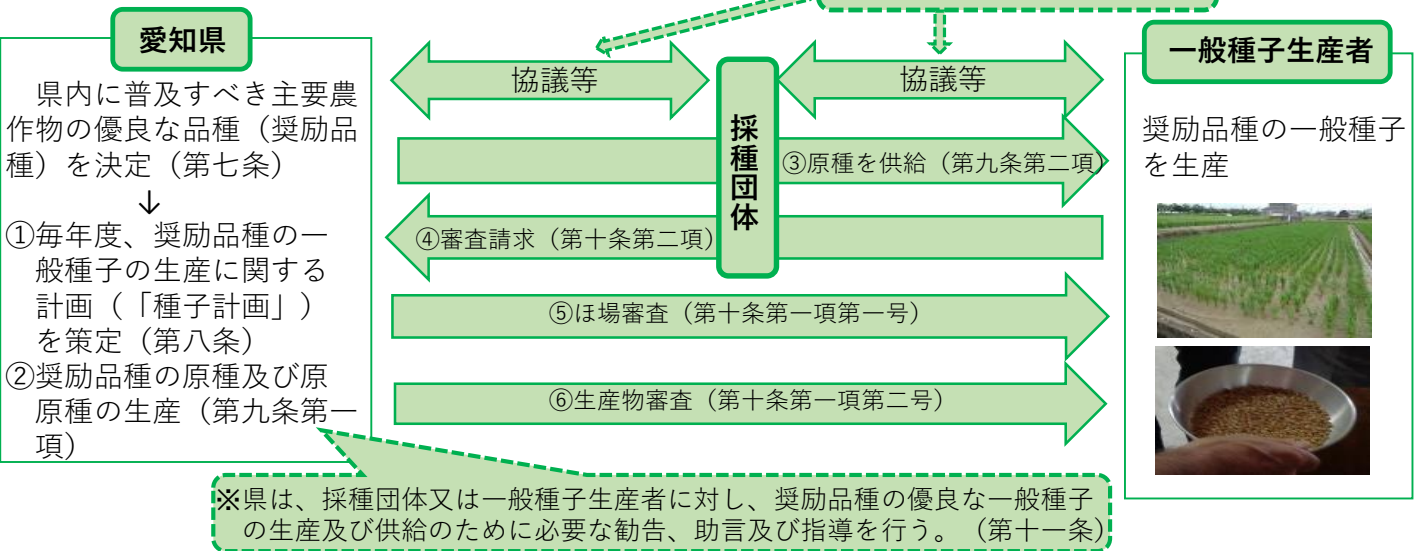 愛知県
県内に普及すべき主要農
作物の優良な品種（奨励品
種）を決定（第七条）
↓
①毎年度、奨励品種の一
般種子の生産に関する
計画（「種子計画」）
を策定（第八条）
②奨励品種の原種及び原
原種の生産（第九条第一
項）
協議等
協議等
採種団体
③原種を供給（第九条第二項）
④審査請求（第十条第二項）
⑤ほ場審査（第十条第一項第一号）
⑥生産物審査（第十条第一項第二号）
一般種子生産者
奨励品種の一般種子
を生産
※県は、採種団体又は一般種子生産者に対し、奨励品種の優良な一般種子
の生産及び供給のために必要な勧告、助言及び指導を行う。（第十一条）